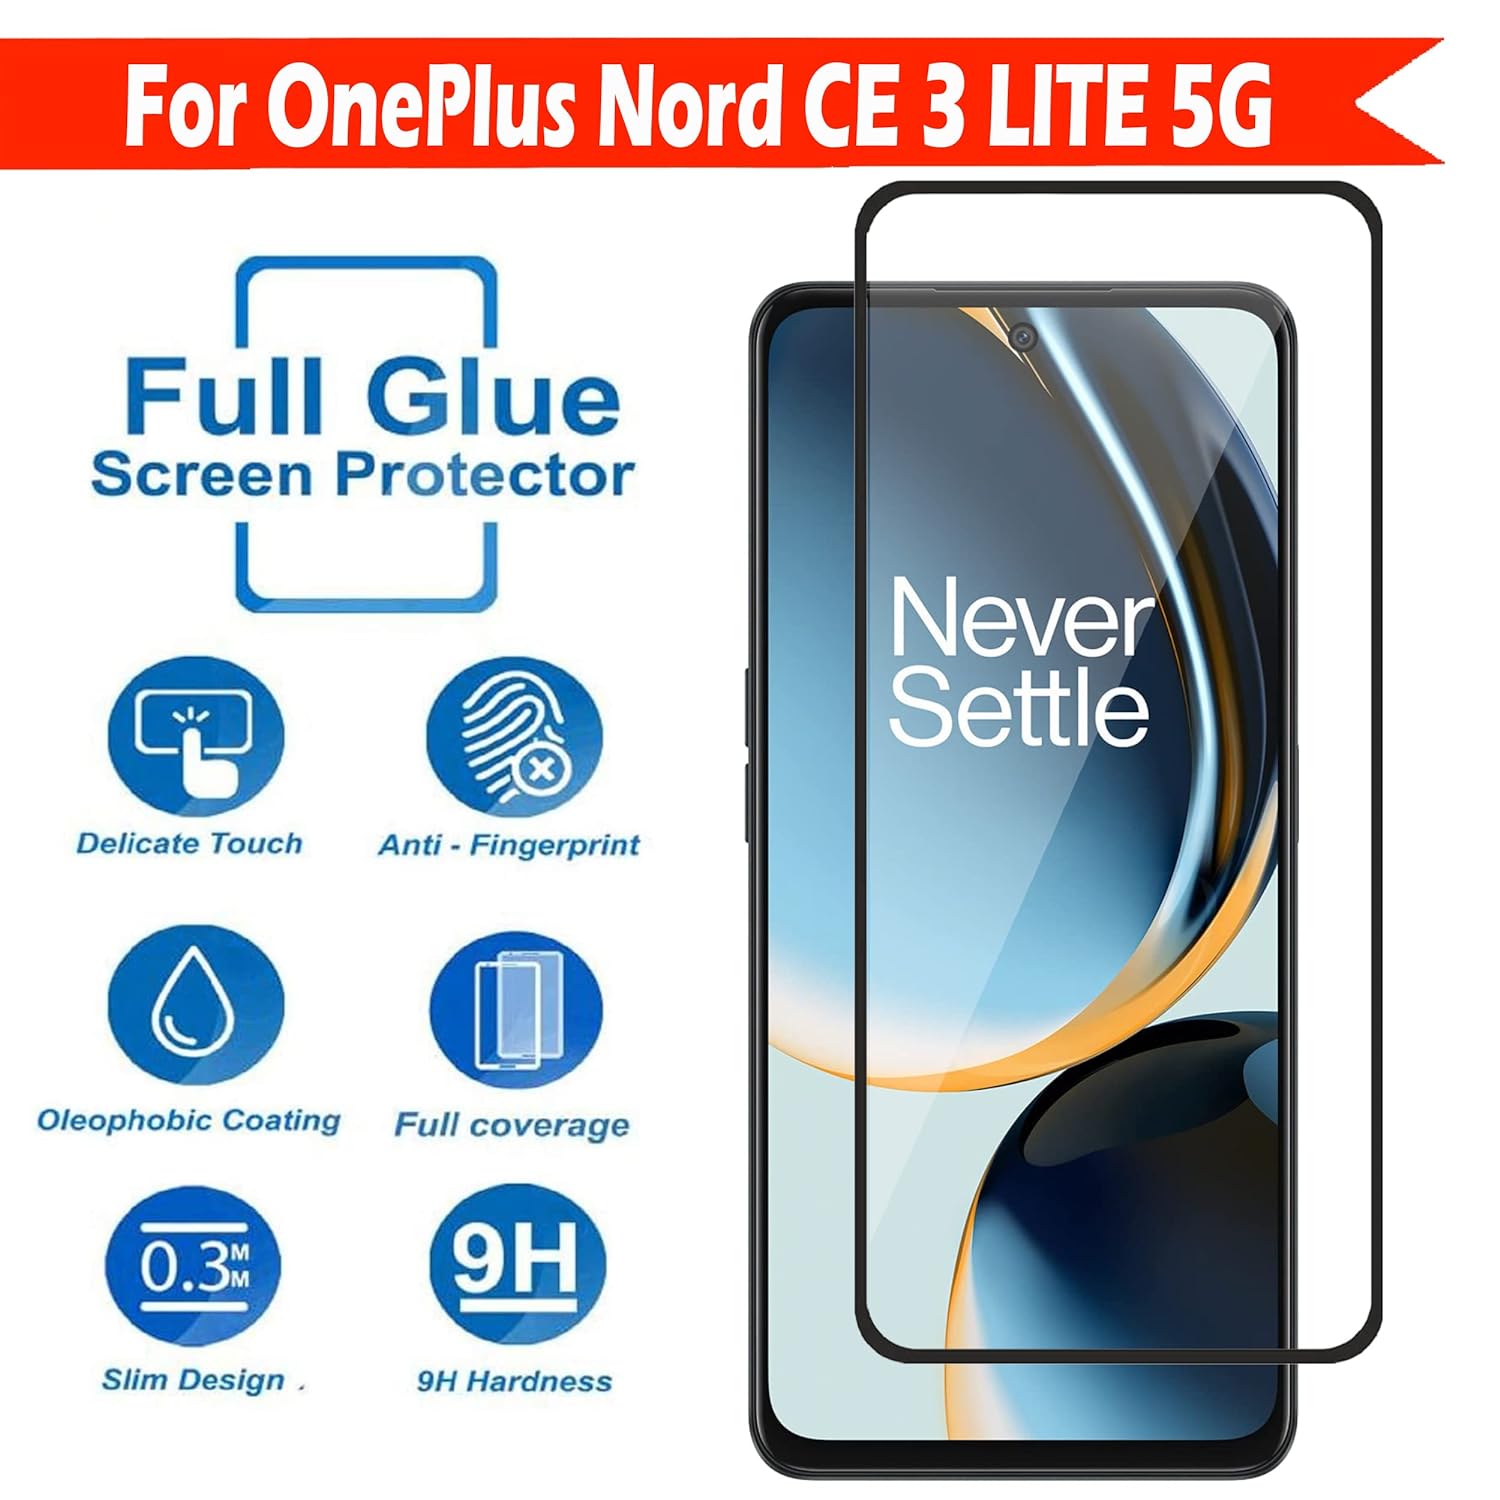 For OnePlus Nord CE 3 LITE 5G
Full Glue
Screen Protector
Delicate Touch
Anti - Fingerprint
Oleophobic Coating
Full coverage
0.3MM
Slim Design .
9H
9H Hardness
Never
Settle